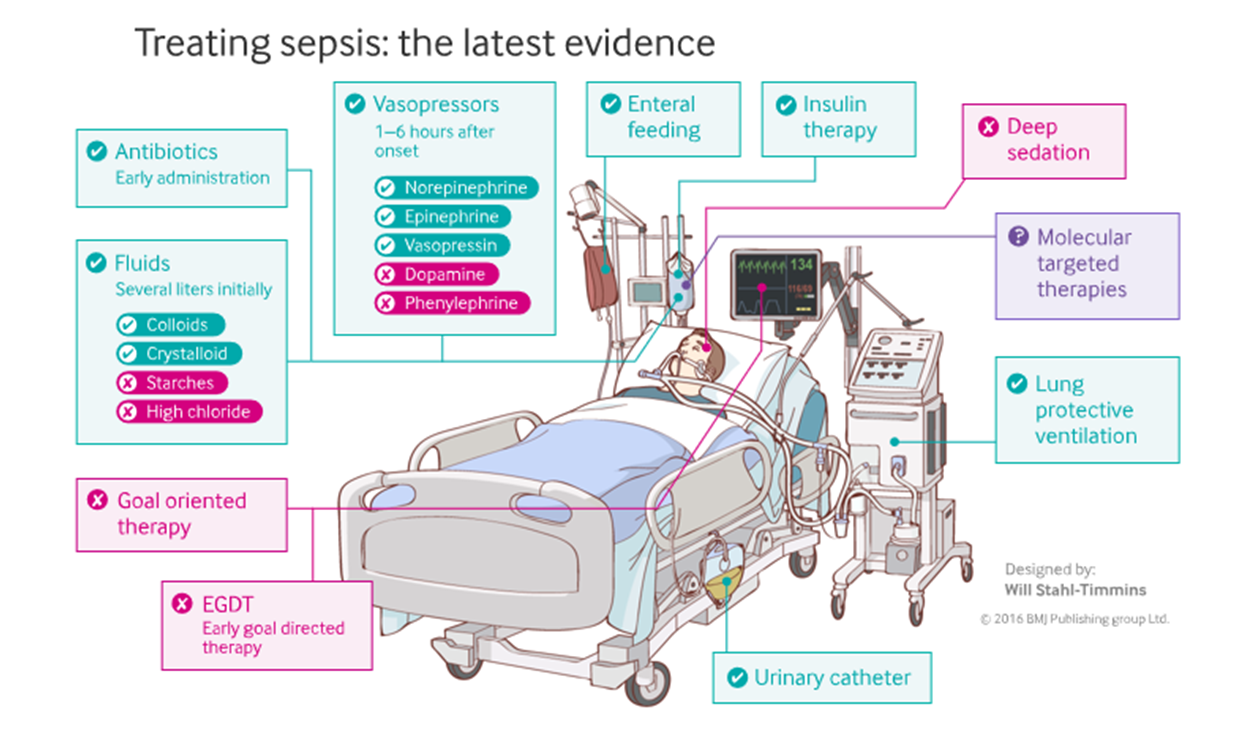 Treating sepsis: the latest evidence
Antibiotics
Early administration
Fluids
Several liters initially
Colloids
Crystalloid
Starches
High chloride
Goal oriented
therapy
EGDT
Early goal directed
therapy
Vasopressors
1–6 hours after
onset
Norepinephrine
Epinephrine
Vasopressin
Dopamine
Phenylephrine
Enteral
feeding
Insulin
therapy
Deep
sedation
? Molecular
targeted
therapies
134
116/69
Lung
protective
ventilation
Urinary catheter
Designed by:
Will Stahl-Timmins
© 2016 BMJ Publishing group Ltd.